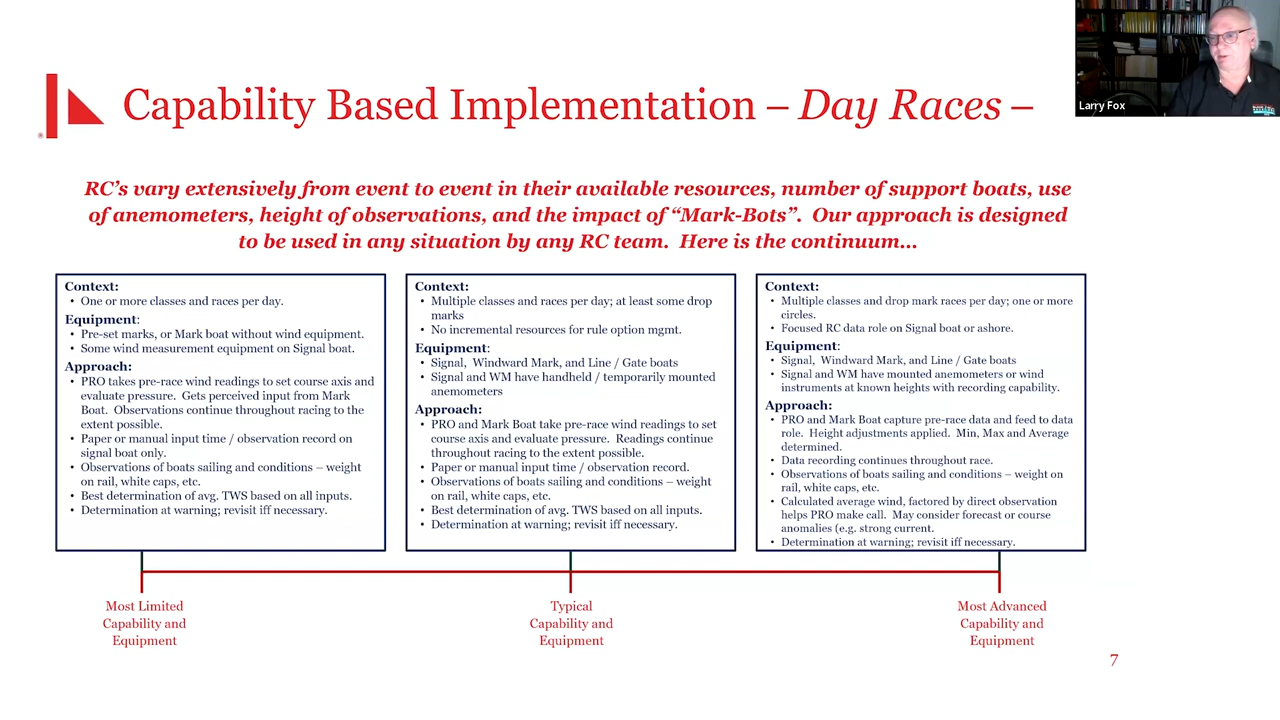 Capability Based Implementation – Day Races –
Larry Fox
RC's vary extensively from event to event in their available resources, number of support boats, use
of anemometers, height of observations, and the impact of “Mark-Bots”.  Our approach is designed
to be used in any situation by any RC team.  Here is the continuum…
Context:
• One or more classes and races per day.
Equipment:
• Pre-set marks, or Mark boat without wind equipment.
• Some wind measurement equipment on Signal boat.
Approach:
• PRO takes pre-race wind readings to set course axis and
evaluate pressure.  Gets perceived input from Mark
Boat.  Observations continue throughout racing to the
extent possible.
• Paper or manual input time / observation record on
signal boat only.
• Observations of boats sailing and conditions – weight
on rail, white caps, etc.
• Best determination of avg. TWS based on all inputs.
• Determination at warning; revisit iff necessary.
Context:
• Multiple classes and races per day; at least some drop
marks
• No incremental resources for rule option mgmt.
Equipment:
• Signal,  Windward Mark, and Line / Gate boats
• Signal and WM have handheld / temporarily mounted
anemometers
Approach:
• PRO and Mark Boat take pre-race wind readings to set
course axis and evaluate pressure.  Readings continue
throughout racing to the extent possible.
• Paper or manual input time / observation record.
• Observations of boats sailing and conditions – weight
on rail, white caps, etc.
• Best determination of avg. TWS based on all inputs.
• Determination at warning; revisit iff necessary.
Context:
• Multiple classes and drop mark races per day; one or more
circles.
• Focused RC data role on Signal boat or ashore.
Equipment:
• Signal,  Windward Mark, and Line / Gate boats
• Signal and WM have mounted anemometers or wind
instruments at known heights with recording capability.
Approach:
• PRO and Mark Boat capture pre-race data and feed to data
role.  Height adjustments applied.  Min, Max and Average
determined.
• Data recording continues throughout race.
• Observations of boats sailing and conditions – weight on
rail, white caps, etc.
• Calculated average wind, factored by direct observation
helps PRO make call.  May consider forecast or course
anomalies (e.g. strong current.
• Determination at warning; revisit iff necessary.
Most Limited
Capability and
Equipment
Typical
Capability and
Equipment
Most Advanced
Capability and
Equipment
7